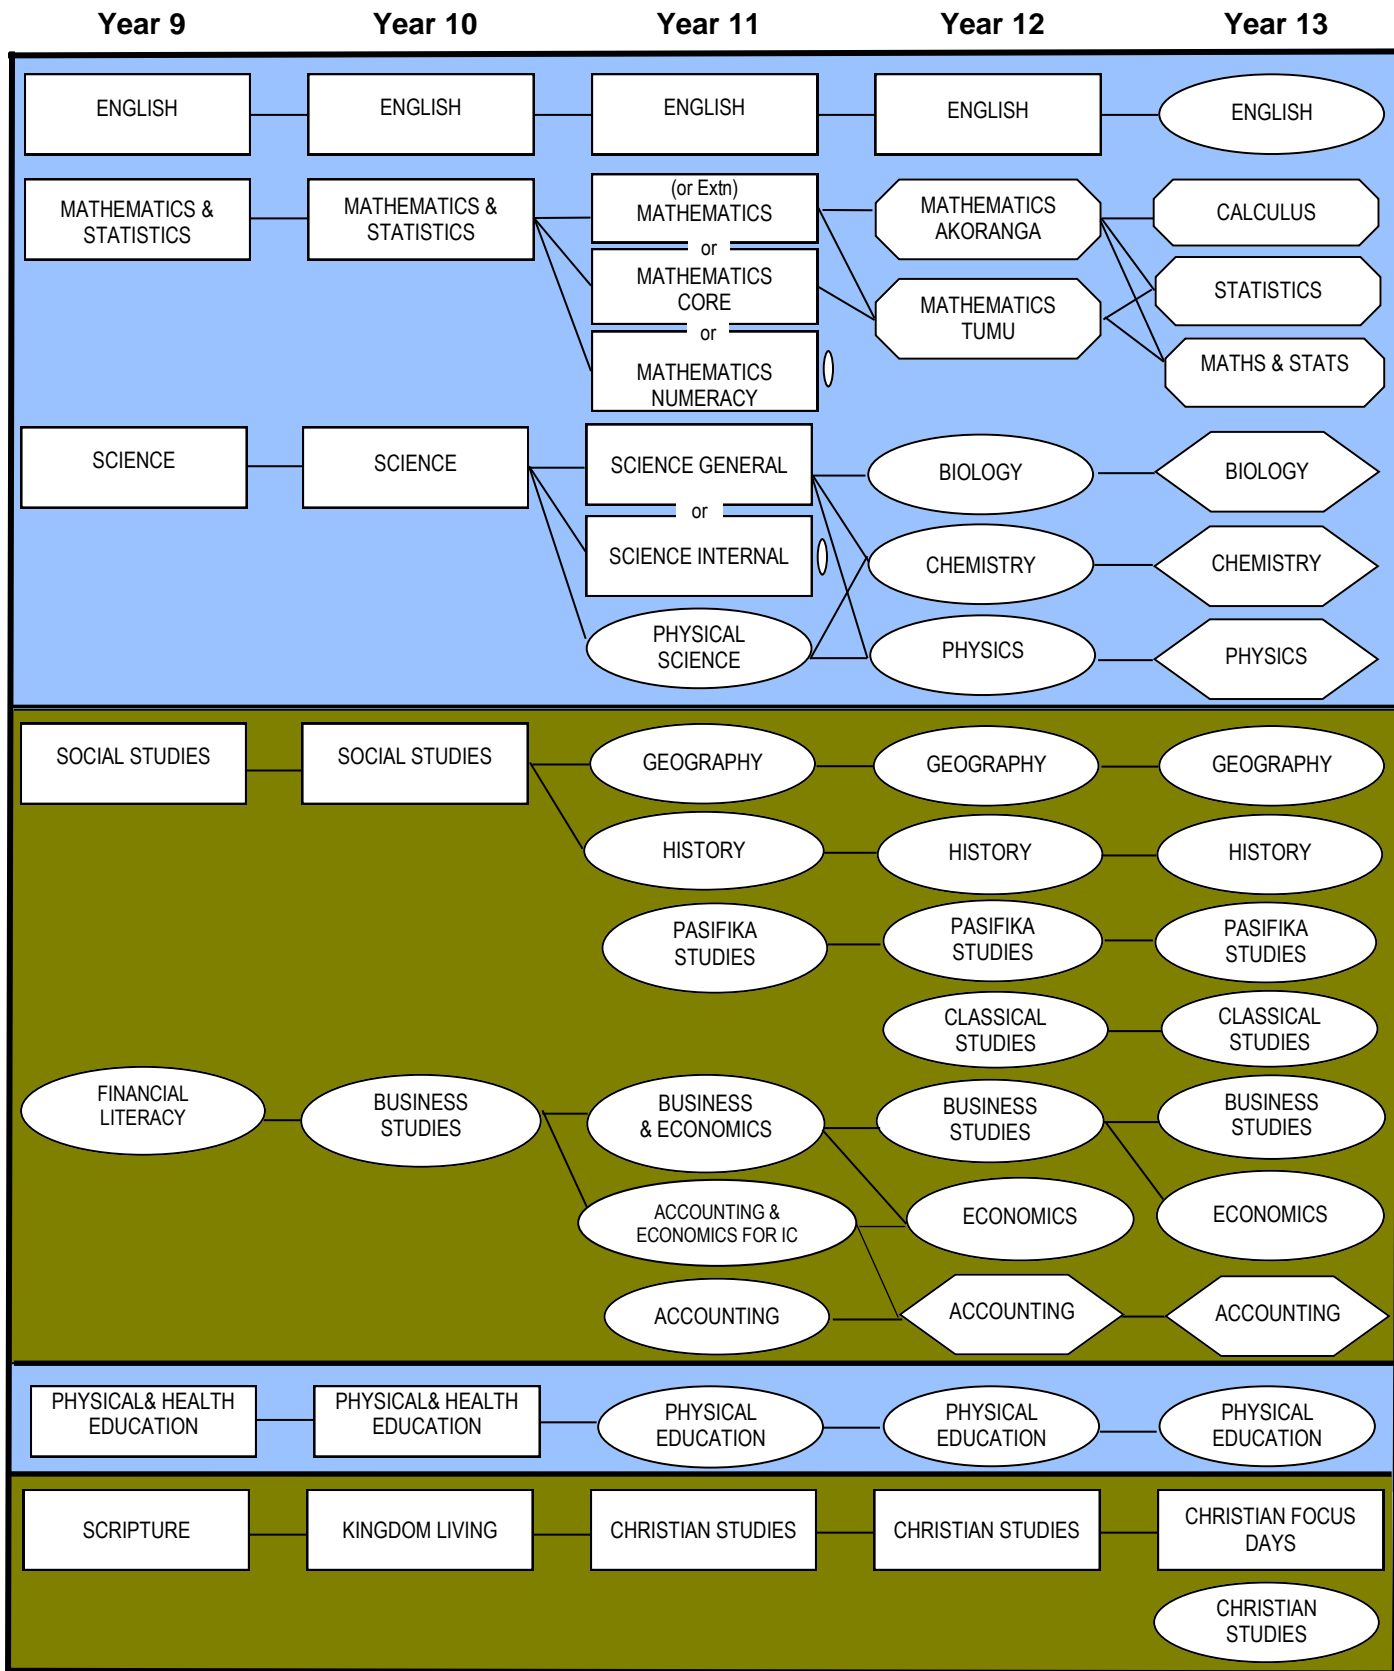 Year 9 Year 10 Year 11 Year 12 Year 13
ENGLISH ENGLISH ENGLISH ENGLISH ENGLISH
MATHEMATICS &
STATISTICS
MATHEMATICS &
STATISTICS
(or Extn)
MATHEMATICS
or
MATHEMATICS
CORE
or
MATHEMATICS
NUMERACY
MATHEMATICS
AKORANGA
MATHEMATICS
TUMU
CALCULUS
STATISTICS
MATHS & STATS
SCIENCE
SCIENCE
SCIENCE GENERAL
or
SCIENCE INTERNAL
PHYSICAL
SCIENCE
BIOLOGY
CHEMISTRY
PHYSICS
BIOLOGY
CHEMISTRY
PHYSICS
SOCIAL STUDIES
SOCIAL STUDIES
GEOGRAPHY
GEOGRAPHY
GEOGRAPHY
HISTORY
HISTORY
HISTORY
PASIFIKA
STUDIES
PASIFIKA
STUDIES
PASIFIKA
STUDIES
CLASSICAL
STUDIES
CLASSICAL
STUDIES
FINANCIAL
LITERACY
BUSINESS
STUDIES
BUSINESS
& ECONOMICS
BUSINESS
STUDIES
BUSINESS
STUDIES
ACCOUNTING &
ECONOMICS FOR IC
ECONOMICS
ECONOMICS
ACCOUNTING
ACCOUNTING
ACCOUNTING
PHYSICAL& HEALTH
EDUCATION
PHYSICAL& HEALTH
EDUCATION
PHYSICAL
EDUCATION
PHYSICAL
EDUCATION
PHYSICAL
EDUCATION
SCRIPTURE
KINGDOM LIVING
CHRISTIAN STUDIES
CHRISTIAN STUDIES
CHRISTIAN FOCUS
DAYS
CHRISTIAN
STUDIES